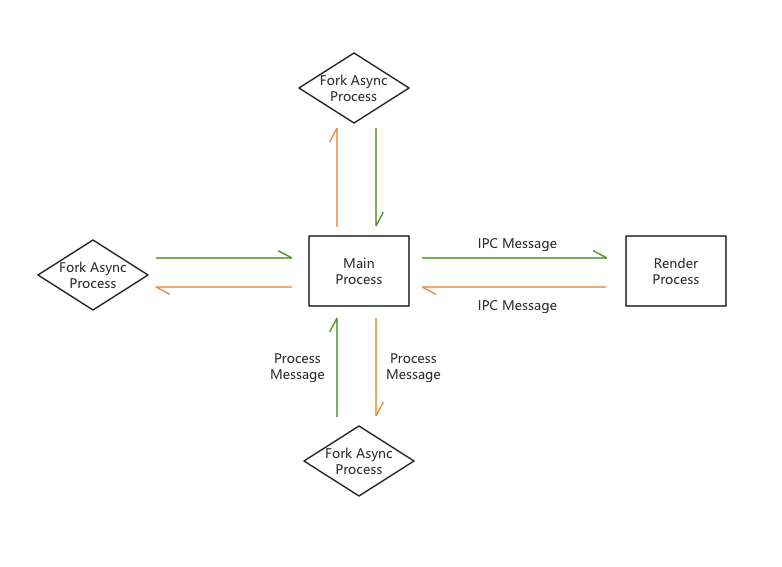 Fork Async
Process
IPC Message
Fork Async
Process
Main
Process
Render
Process
IPC Message
Process
Message
Process
Message
Fork Async
Process